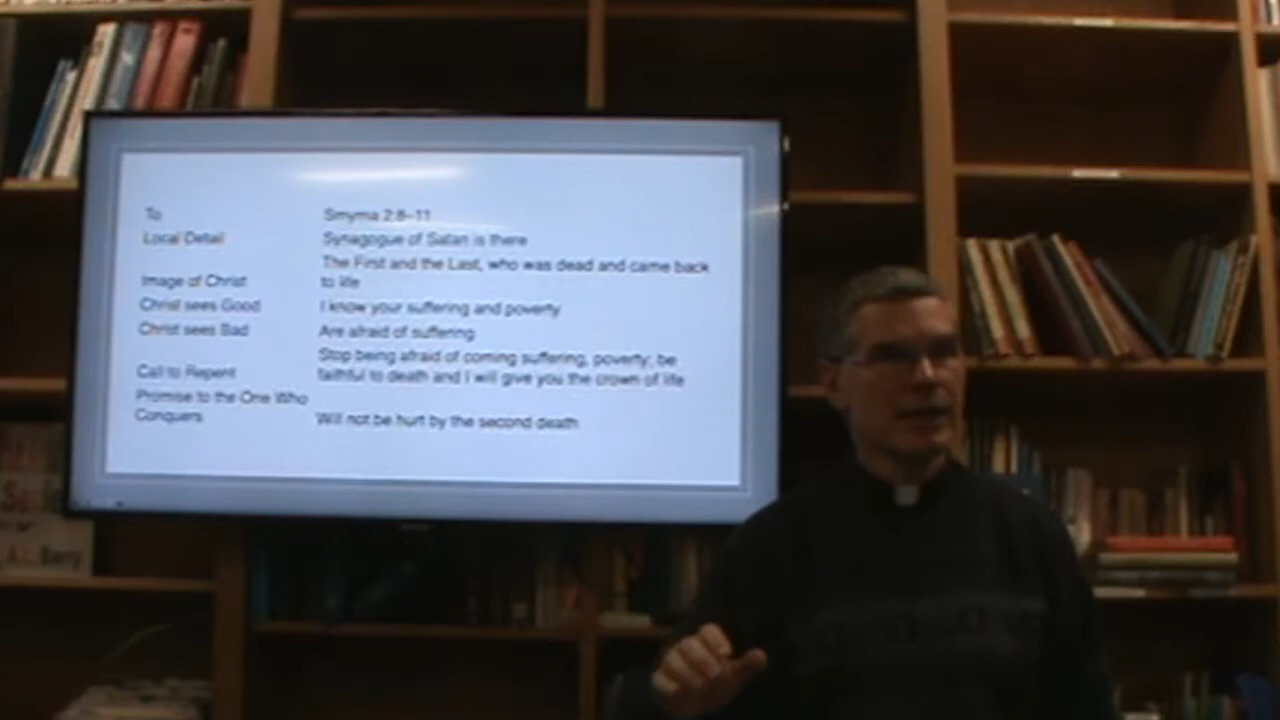 To Smyrna 2:8–11
Local Detail Synagogue of Satan is there
The First and the Last, who was dead and came back
Image of Christ to life
Christ sees Good I know your suffering and poverty
Christ sees Bad Are afraid of suffering
Stop being afraid of coming suffering, poverty; be
Call to Repent faithful to death and I will give you the crown of life
Promise to the One Who
Conquers Will not be hurt by the second death